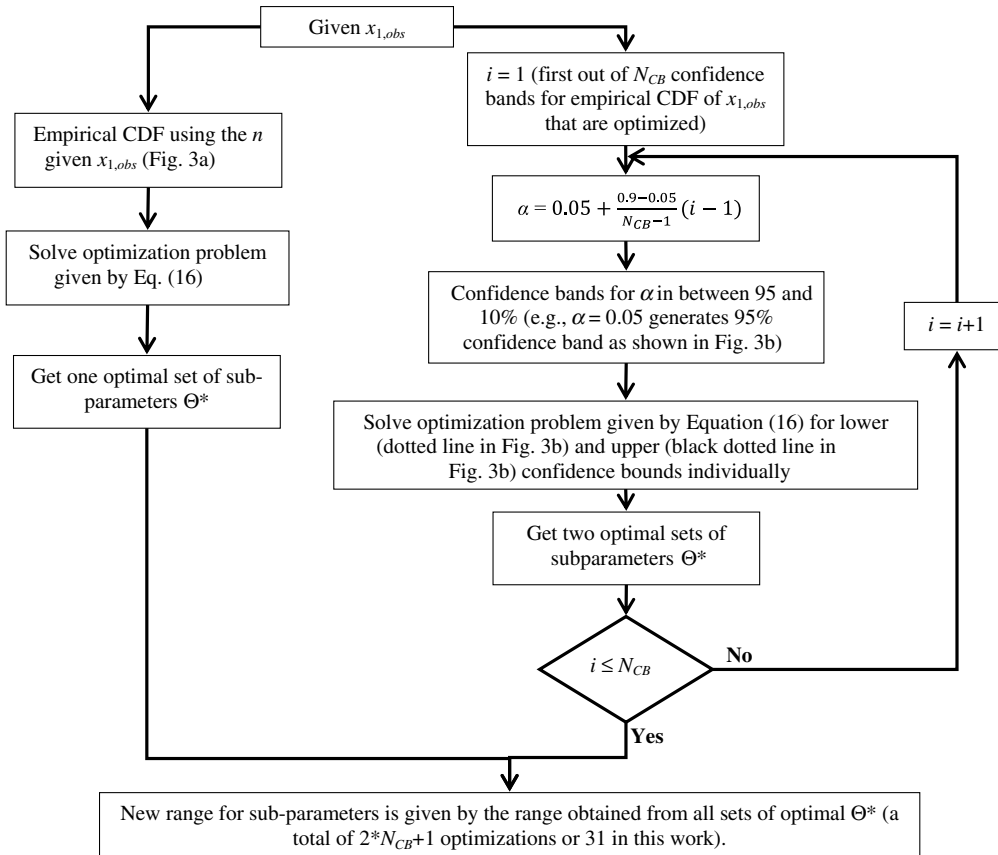 Given x1,obs
i = 1 (first out of NCB confidence
bands for empirical CDF of x1,obs
that are optimized)
Empirical CDF using the n
given x1,obs (Fig. 3a)
α = 0.05 + 0.9−0.05/NCB−1 (i − 1)
Solve optimization problem
given by Eq. (16)
Confidence bands for α in between 95 and
10% (e.g., α = 0.05 generates 95%
confidence band as shown in Fig. 3b)
i = i+1
Get one optimal set of sub-
parameters Θ*
Solve optimization problem given by Equation (16) for lower
(dotted line in Fig. 3b) and upper (black dotted line in
Fig. 3b) confidence bounds individually
Get two optimal sets of
subparameters Θ*
i ≤ NCB
No
Yes
New range for sub-parameters is given by the range obtained from all sets of optimal Θ* (a
total of 2*NCB+1 optimizations or 31 in this work).